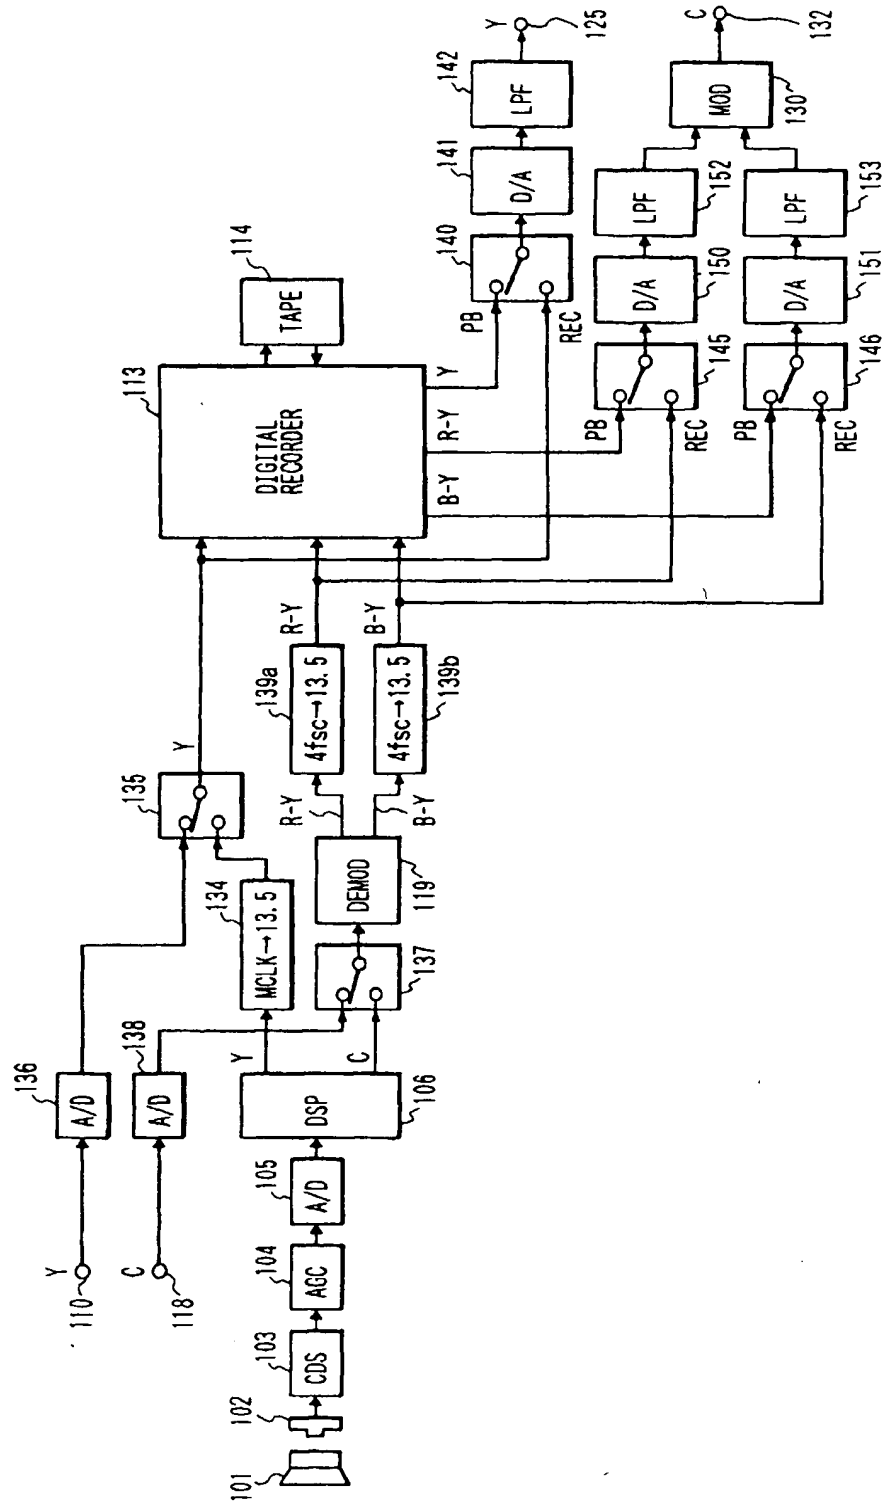 101
102
103
CDS
104
AGC
105
A/D
106
DSP
Y
C
Y
110
C
118
136
A/D
138
A/D
134
MCLK→13.5
135
Y
137
119
DEMOD
R-Y
B-Y
139a
4fsc→13.5
139b
4fsc→13.5
R-Y
B-Y
113
DIGITAL
RECORDER
114
TAPE
Y
R-Y
B-Y
PB
REC
140
141
D/A
142
LPF
Y
125
PB
REC
145
D/A
150
LPF
152
PB
REC
146
D/A
151
LPF
153
MOD
130
C
132